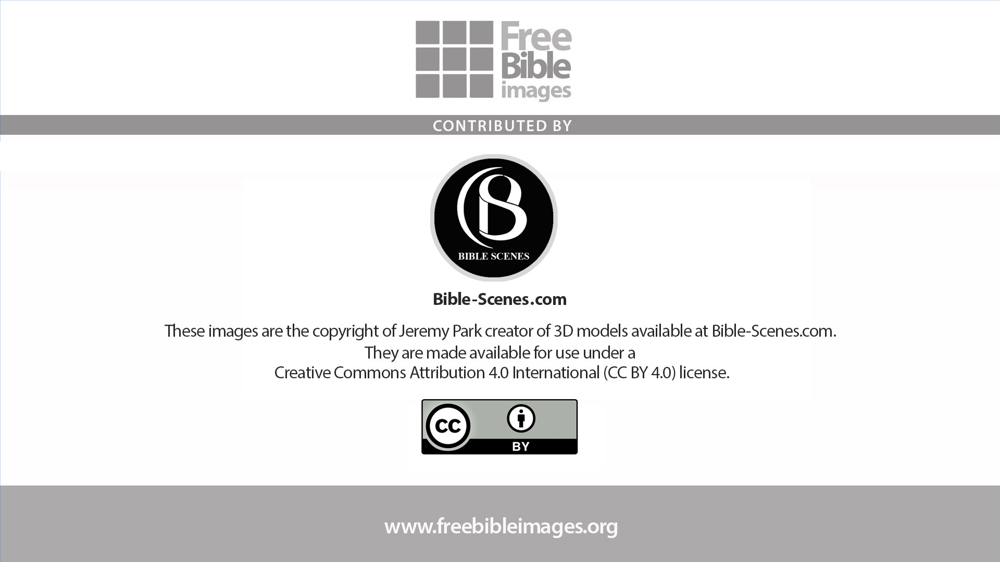 Free
Bible
images
CONTRIBUTED BY
BIBLE SCENES
Bible-Scenes.com
These images are the copyright of Jeremy Park creator of 3D models available at Bible-Scenes.com.
They are made available for use under a
Creative Commons Attribution 4.0 International (CC BY 4.0) license.
CC
BY
www.freebibleimages.org